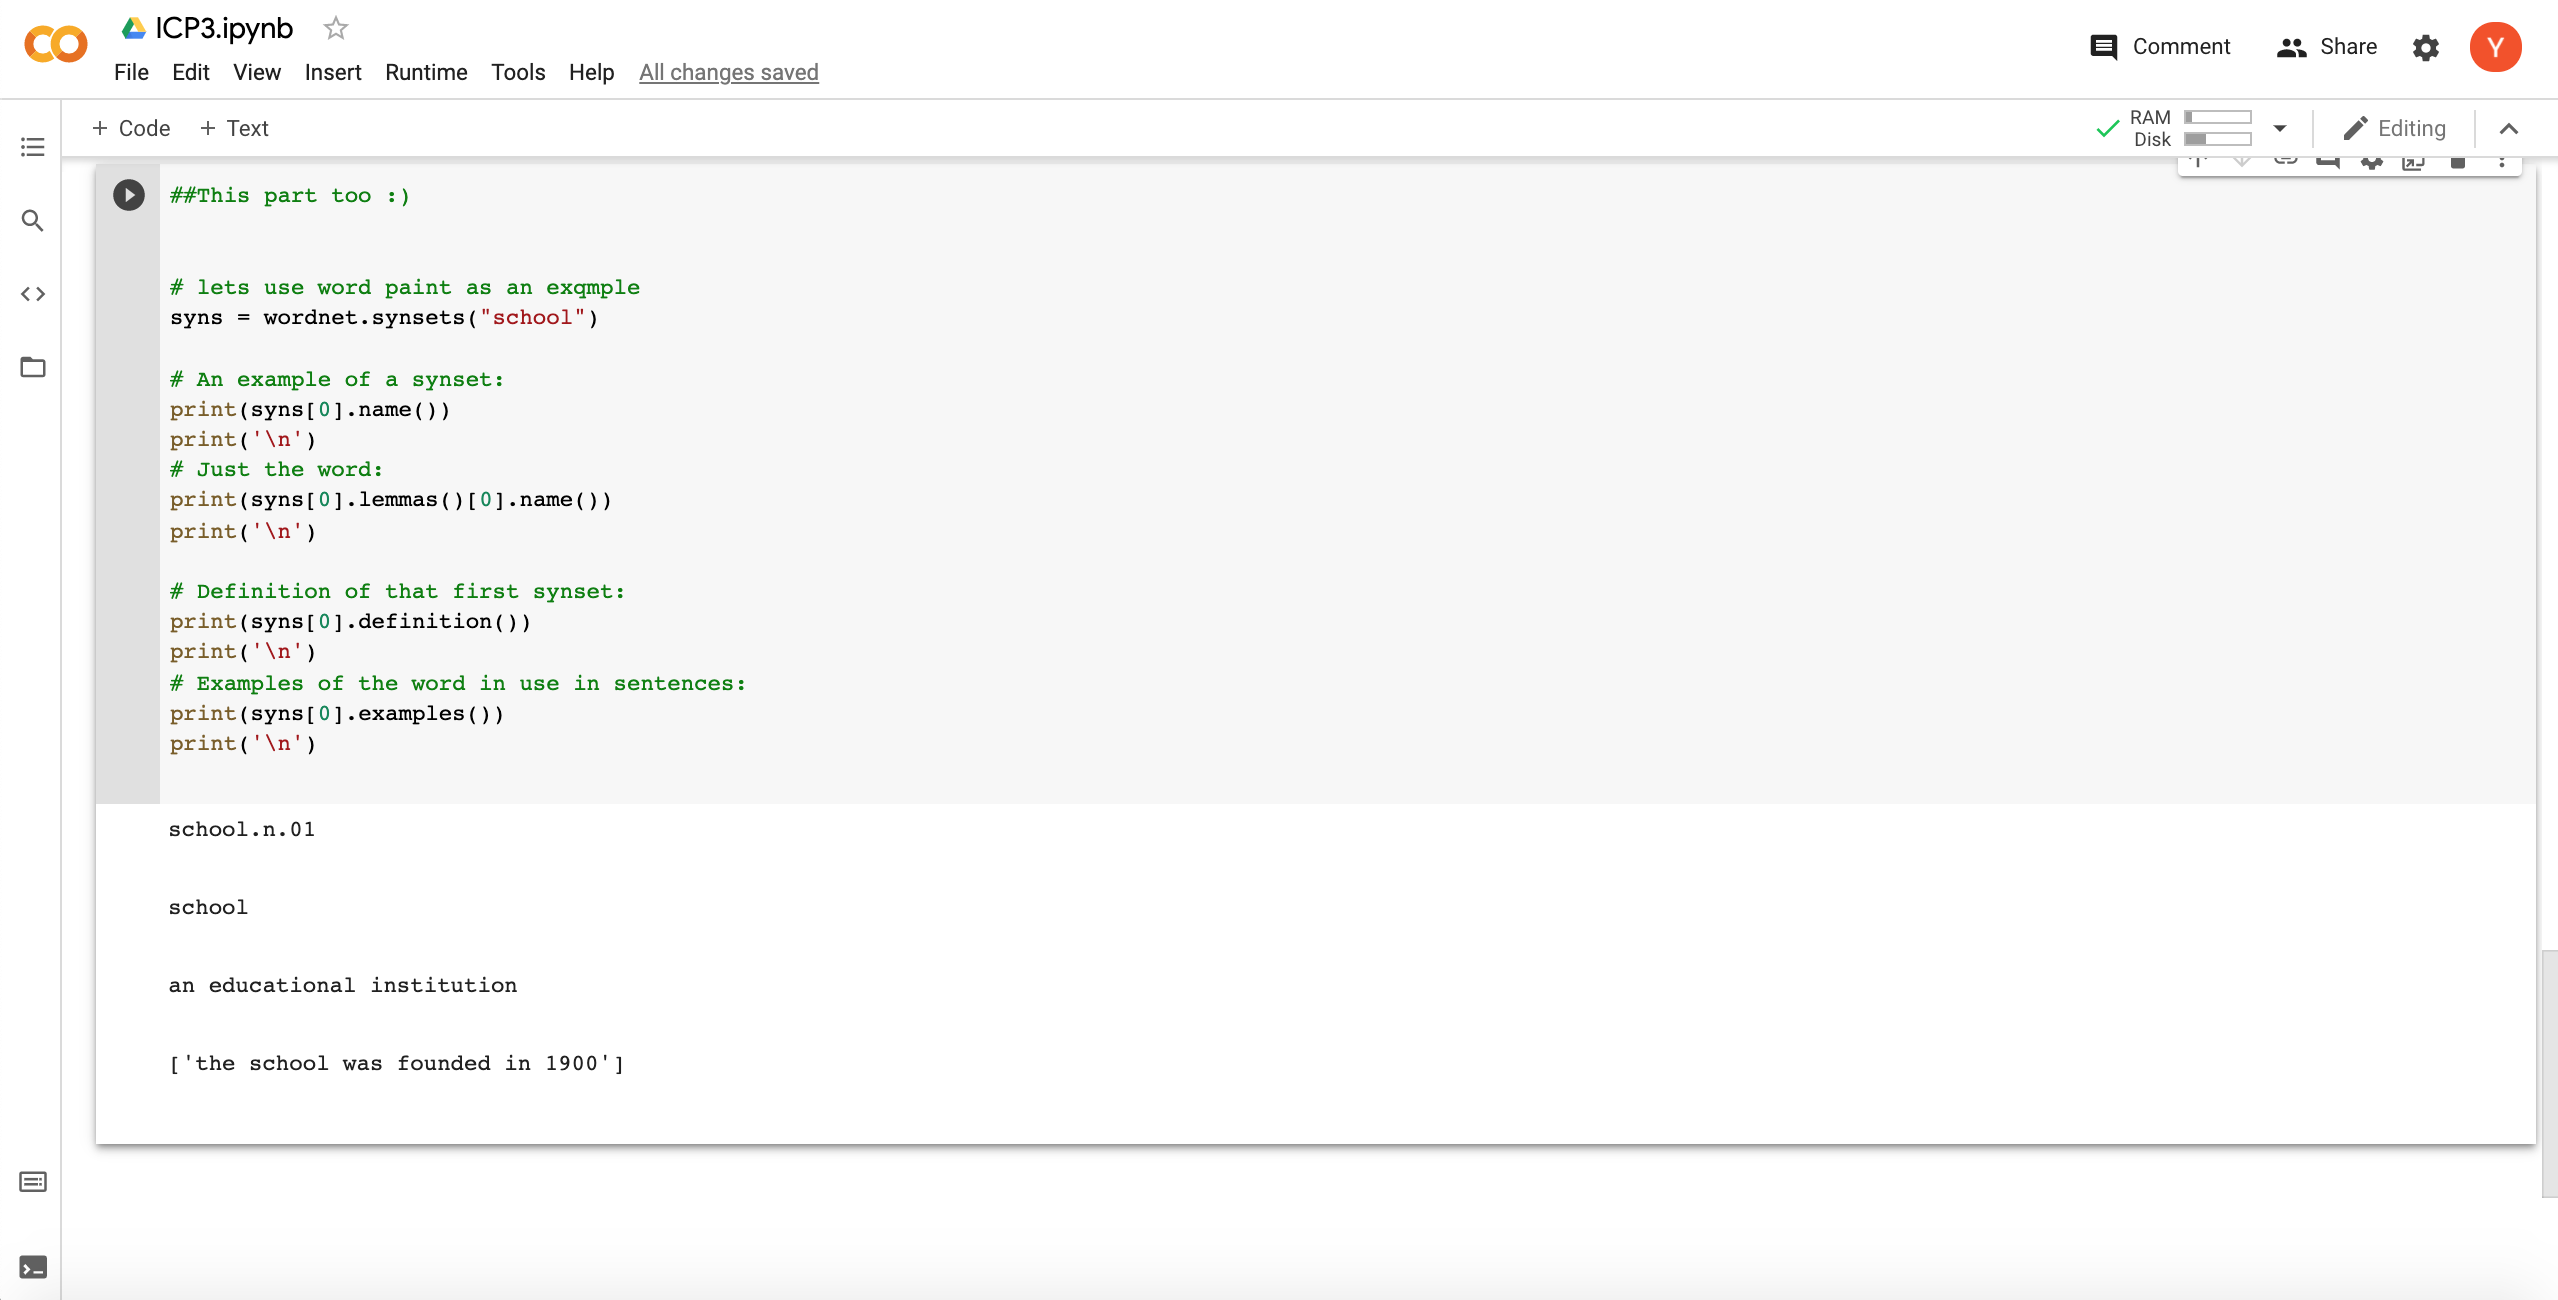 ICP3.ipynb
File Edit View Insert Runtime Tools Help All changes saved
Comment Share Y
+ Code + Text
RAM
Disk
Editing
##This part too :)
# lets use word paint as an exqmple
syns = wordnet.synsets("school")
# An example of a synset:
print(syns[0].name())
print('\n')
# Just the word:
print(syns[0].lemmas()[0].name())
print('\n')
# Definition of that first synset:
print(syns[0].definition())
print('\n')
# Examples of the word in use in sentences:
print(syns[0].examples())
print('\n')
school.n.01
school
an educational institution
['the school was founded in 1900']